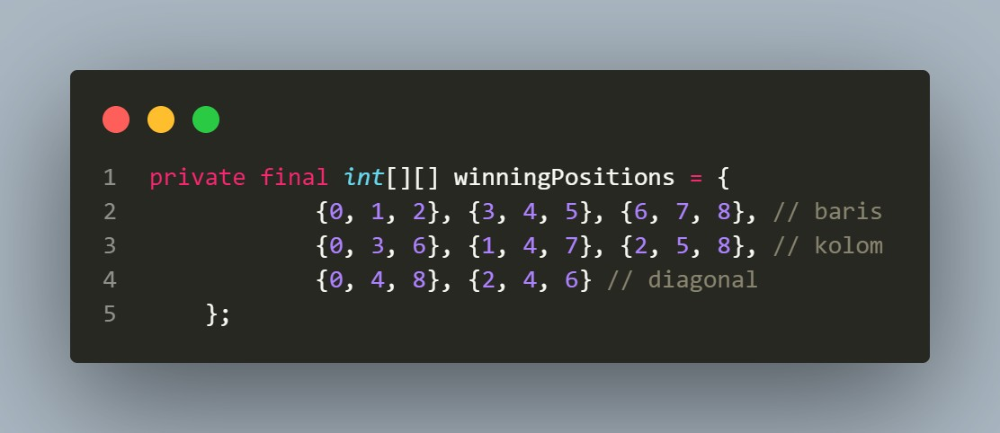 1 private final int[][] winningPositions = {
2 {0, 1, 2}, {3, 4, 5}, {6, 7, 8}, // baris
3 {0, 3, 6}, {1, 4, 7}, {2, 5, 8}, // kolom
4 {0, 4, 8}, {2, 4, 6} // diagonal
5 };